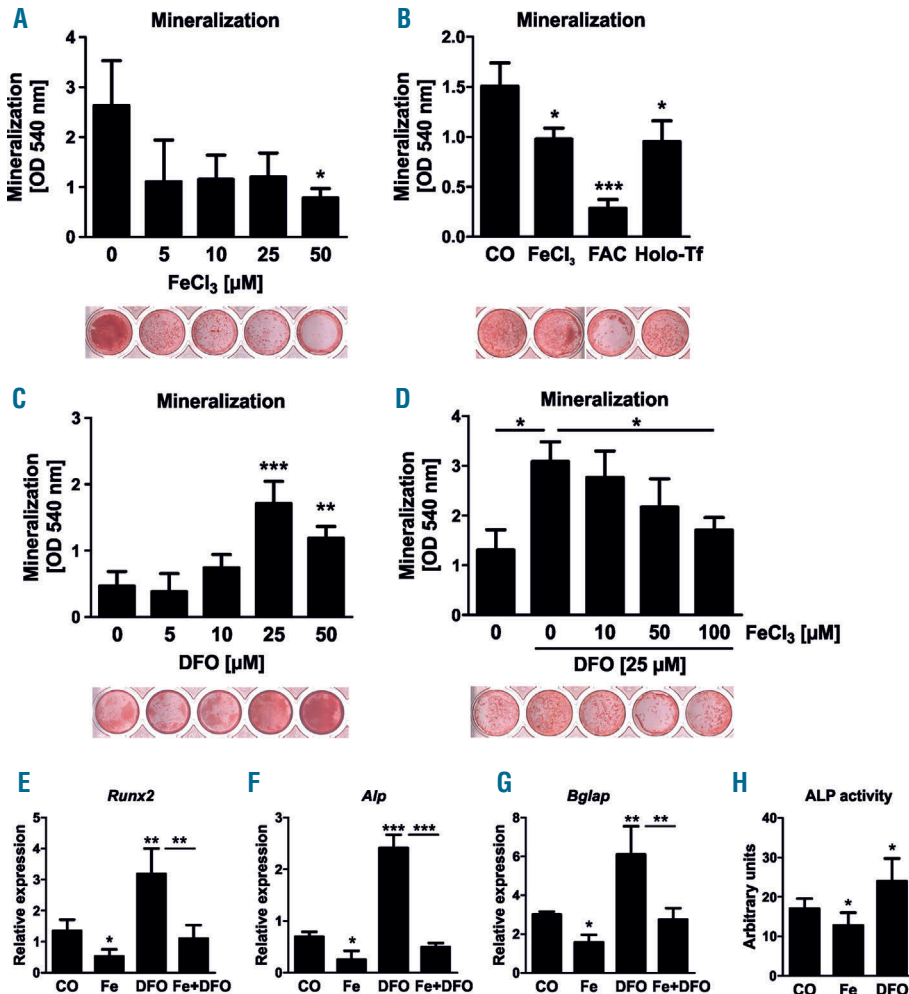 A
Mineralization
Mineralization
[OD 540 nm]
4
3
2
1
0
*
0 5 10 25 50
FeCl3 [µM]
B
Mineralization
Mineralization
[OD 540 nm]
2.0
1.5
1.0
0.5
0.0
* *** *
CO FeCl3 FAC Holo-Tf
C
Mineralization
Mineralization
[OD 540 nm]
3
2
1
0
*** **
0 5 10 25 50
DFO [µM]
D
Mineralization
Mineralization
[OD 540 nm]
4
3
2
1
0
* *
0 0 10 50 100 FeCl3 [µM]
DFO [25 µM]
E
Runx2
Relative expression
5
4
3
2
1
0
* ** **
CO Fe DFO Fe+DFO
F
Alp
Relative expression
3
2
1
0
* *** ***
CO Fe DFO Fe+DFO
G
Bglap
Relative expression
8
6
4
2
0
* ** **
CO Fe DFO Fe+DFO
H
ALP activity
Arbitrary units
40
30
20
10
0
* *
CO Fe DFO